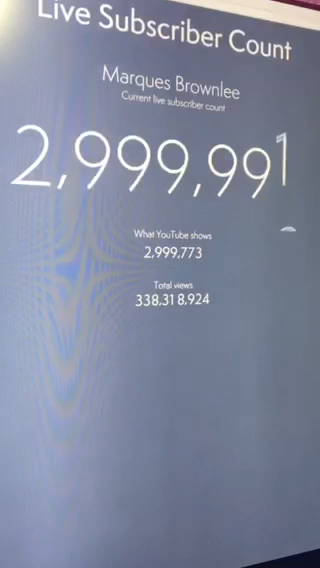 Live Subscriber Count
Marques Brownlee
Current live subscriber count
2,999,991
What YouTube shows
2,999,773
Total views
338,318,924